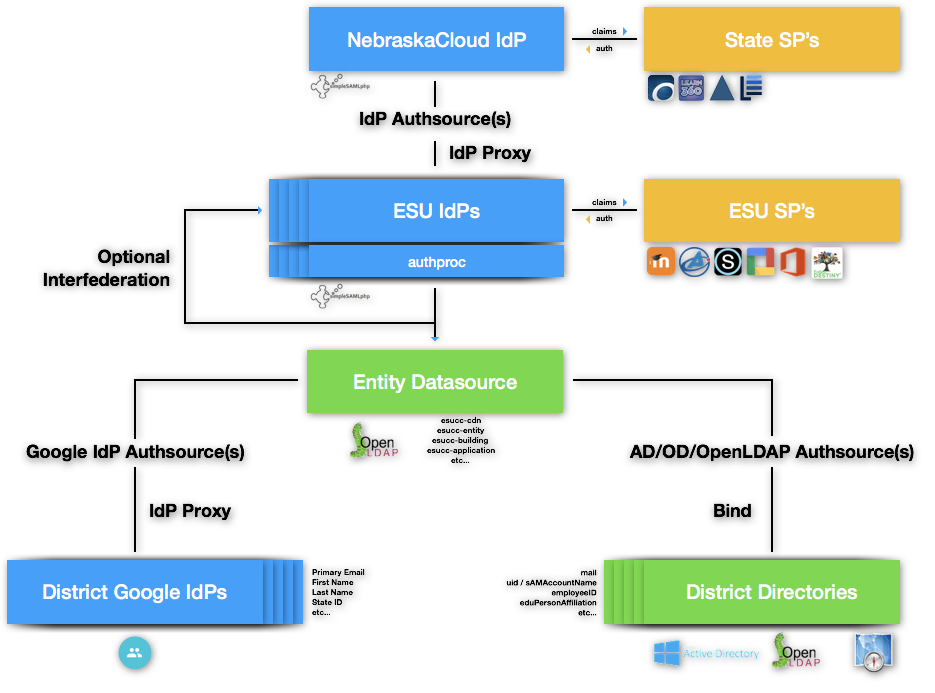 NebraskaCloud IdP
claims
auth
State SP's
SimpleSAMLphp
LEARN
360
IdP Authsource(s)
IdP Proxy
ESU IdPs
claims
auth
ESU SP's
authproc
SimpleSAMLphp
m
S
DESTINY
Optional
Interfederation
Entity Datasource
Open
LDAP
esucc-cdn
esucc-entity
esucc-building
esucc-application
etc...
Google IdP Authsource(s)
AD/OD/OpenLDAP Authsource(s)
IdP Proxy
Bind
District Google IdPs
Primary Email
First Name
Last Name
State ID
etc...
mail
uid / sAMAccountName
employeeID
eduPersonAffiliation
etc...
District Directories
Active Directory
Open
LDAP